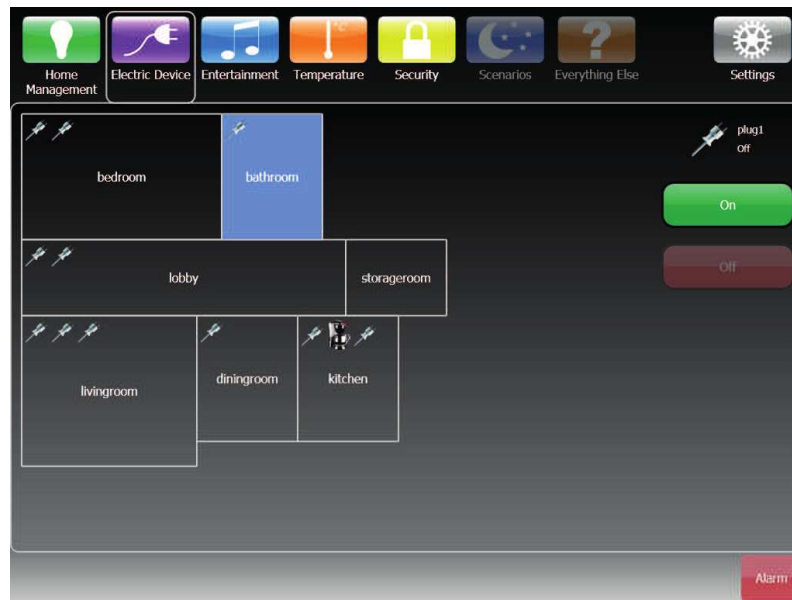 Home
Management
Electric Device
Entertainment
Temperature
Security
Scenarios
Everything Else
Settings
°C
bedroom
bathroom
plug1
Off
On
Off
lobby
storageroom
livingroom
diningroom
kitchen
Alarm